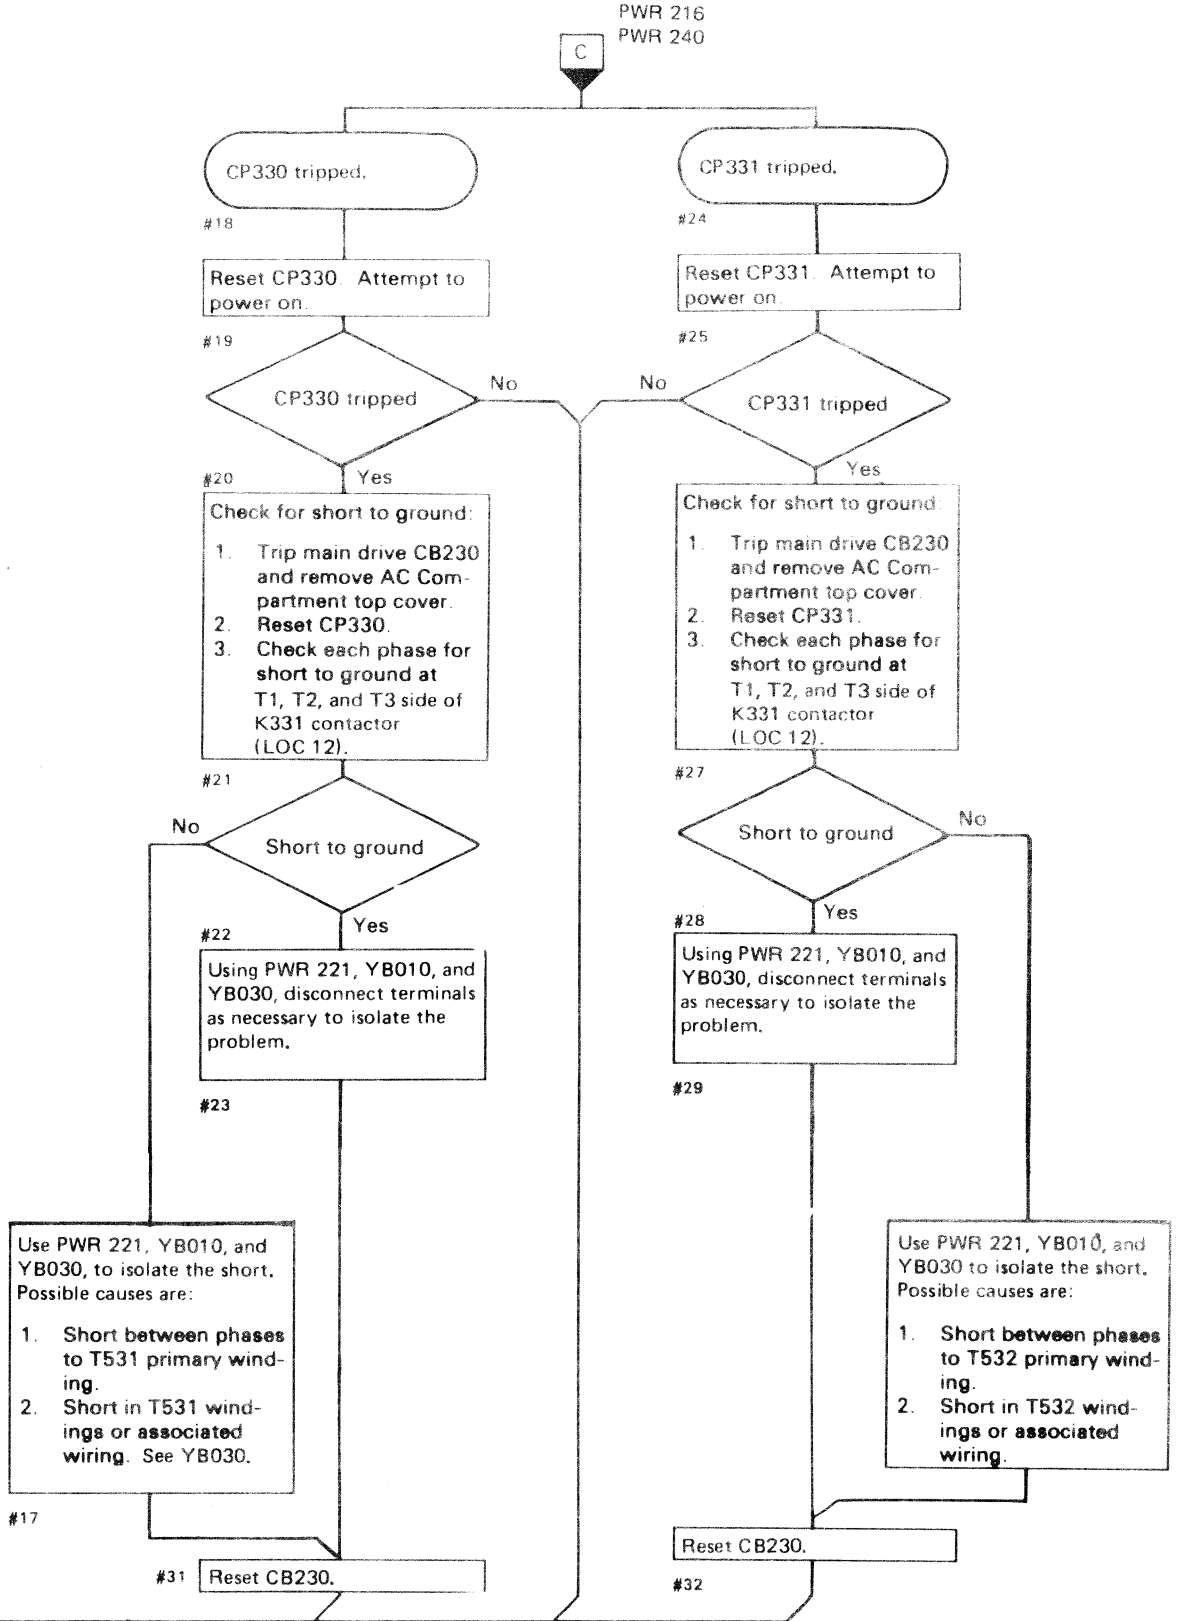 PWR 216
PWR 240
C
CP330 tripped.
#18
Reset CP330. Attempt to
power on.
#19
CP330 tripped
No
Yes
#20
Check for short to ground:
1. Trip main drive CB230
and remove AC Com-
partment top cover.
2. Reset CP330.
3. Check each phase for
short to ground at
T1, T2, and T3 side of
K331 contactor
(LOC 12).
#21
Short to ground
No
Yes
#22
Using PWR 221, YB010, and
YB030, disconnect terminals
as necessary to isolate the
problem.
#23
Use PWR 221, YB010, and
YB030, to isolate the short.
Possible causes are:
1. Short between phases
to T531 primary wind-
ing.
2. Short in T531 wind-
ings or associated
wiring. See YB030.
#17
#31
Reset CB230.
CP331 tripped.
#24
Reset CP331. Attempt to
power on.
#25
CP331 tripped
No
Yes
Check for short to ground:
1. Trip main drive CB230
and remove AC Com-
partment top cover.
2. Reset CP331.
3. Check each phase for
short to ground at
T1, T2, and T3 side of
K331 contactor
(LOC 12).
#27
Short to ground
No
Yes
#28
Using PWR 221, YB010, and
YB030, disconnect terminals
as necessary to isolate the
problem.
#29
Use PWR 221, YB010, and
YB030 to isolate the short.
Possible causes are:
1. Short between phases
to T532 primary wind-
ing.
2. Short in T532 wind-
ings or associated
wiring.
Reset CB230.
#32